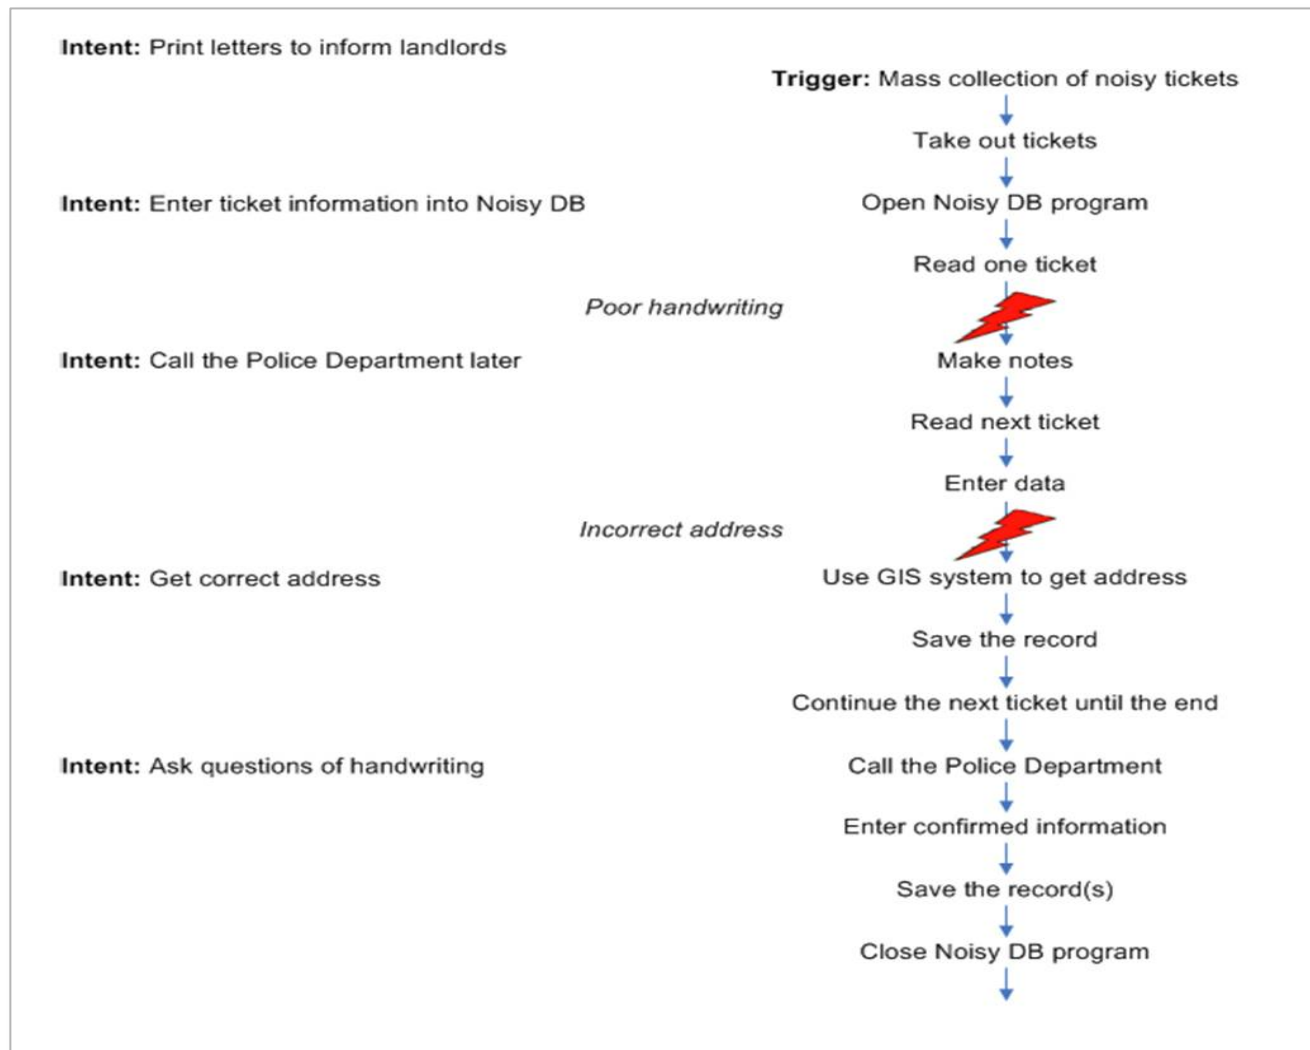 Intent: Print letters to inform landlords
Trigger: Mass collection of noisy tickets
Take out tickets
Intent: Enter ticket information into Noisy DB
Open Noisy DB program
Read one ticket
Poor handwriting
Intent: Call the Police Department later
Make notes
Read next ticket
Enter data
Incorrect address
Intent: Get correct address
Use GIS system to get address
Save the record
Continue the next ticket until the end
Intent: Ask questions of handwriting
Call the Police Department
Enter confirmed information
Save the record(s)
Close Noisy DB program